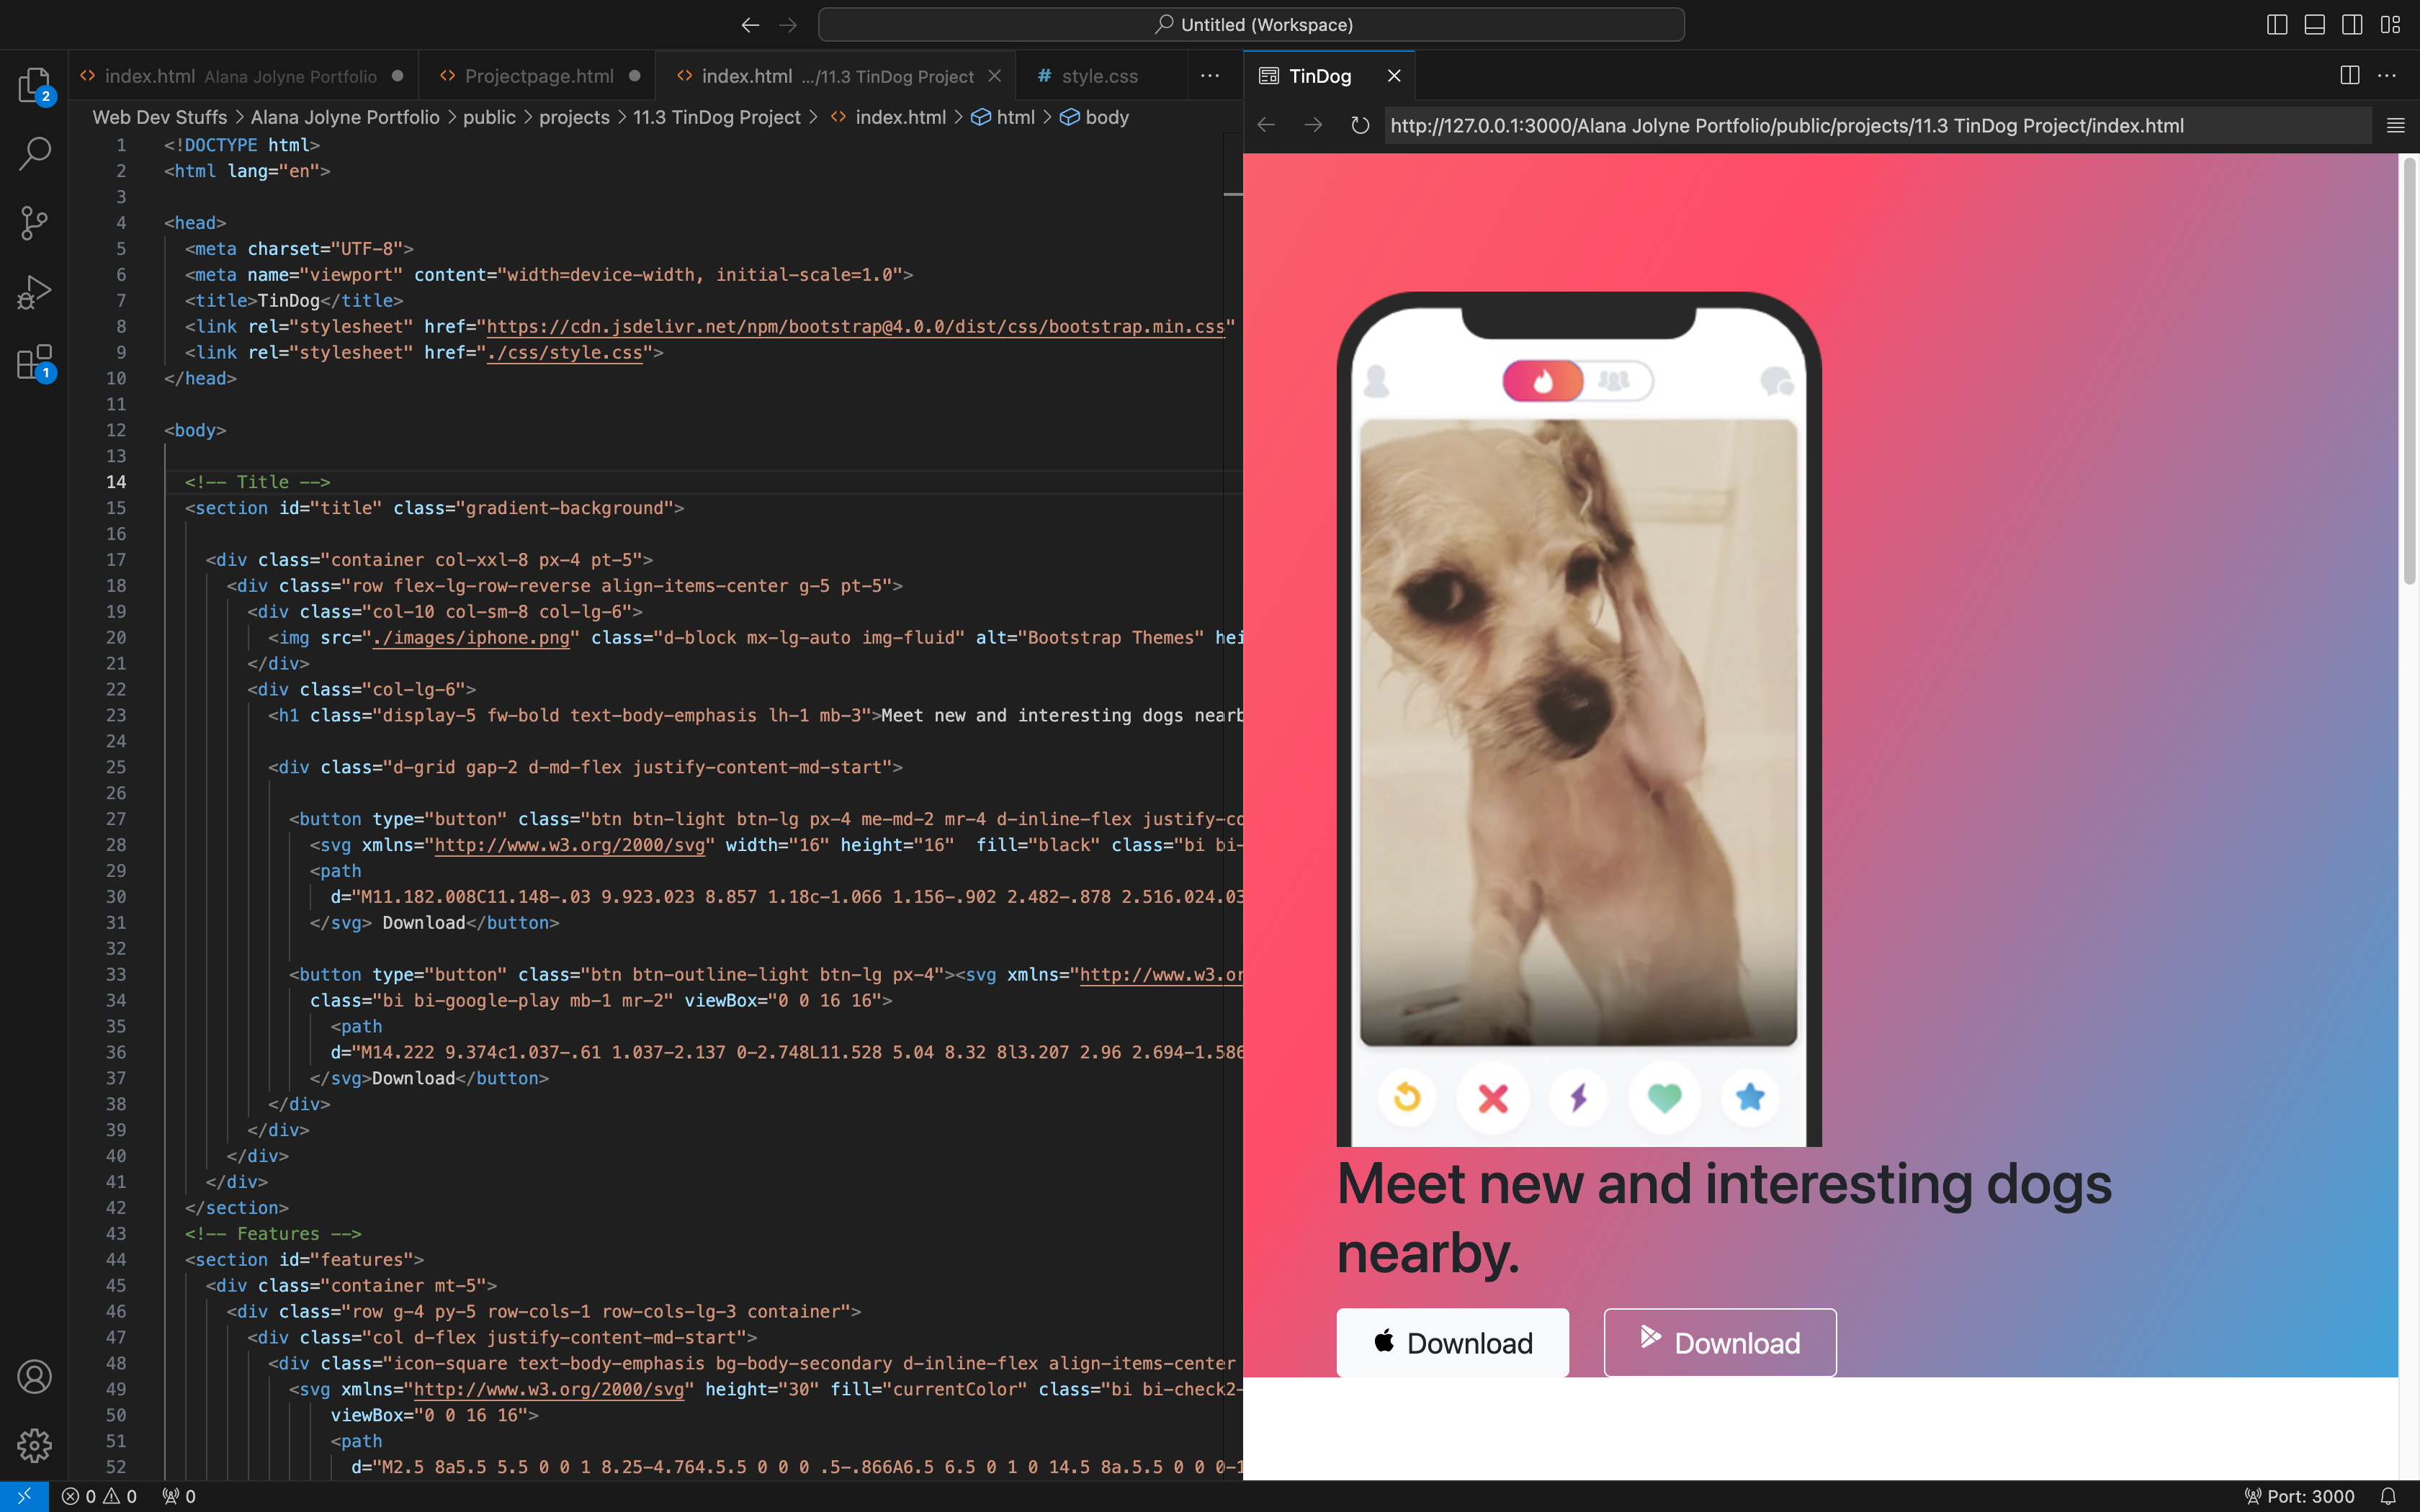 Untitled (Workspace)
index.html Alana Jolyne Portfolio
Projectpage.html
index.html .../11.3 TinDog Project
# style.css
TinDog
2
Web Dev Stuffs > Alana Jolyne Portfolio > public > projects > 11.3 TinDog Project > index.html > html > body
http://127.0.0.1:3000/Alana Jolyne Portfolio/public/projects/11.3 TinDog Project/index.html
1 <!DOCTYPE html>
2 <html lang="en">
3
4 <head>
5 <meta charset="UTF-8">
6 <meta name="viewport" content="width=device-width, initial-scale=1.0">
7 <title>TinDog</title>
8 <link rel="stylesheet" href="https://cdn.jsdelivr.net/npm/bootstrap@4.0.0/dist/css/bootstrap.min.css"
9 <link rel="stylesheet" href="./css/style.css">
1
10 </head>
11
12 <body>
13
14 <!-- Title -->
15 <section id="title" class="gradient-background">
16
17 <div class="container col-xxl-8 px-4 pt-5">
18 <div class="row flex-lg-row-reverse align-items-center g-5 pt-5">
19 <div class="col-10 col-sm-8 col-lg-6">
20 <img src="./images/iphone.png" class="d-block mx-lg-auto img-fluid" alt="Bootstrap Themes" hei
21 </div>
22 <div class="col-lg-6">
23 <h1 class="display-5 fw-bold text-body-emphasis lh-1 mb-3">Meet new and interesting dogs nearb
24
25 <div class="d-grid gap-2 d-md-flex justify-content-md-start">
26
27 <button type="button" class="btn btn-light btn-lg px-4 me-md-2 mr-4 d-inline-flex justify-co
28 <svg xmlns="http://www.w3.org/2000/svg" width="16" height="16"  fill="black" class="bi bi-
29 <path
30 d="M11.182.008C11.148-.03 9.923.023 8.857 1.18c-1.066 1.156-.902 2.482-.878 2.516.024.03
31 </svg> Download</button>
32
33 <button type="button" class="btn btn-outline-light btn-lg px-4"><svg xmlns="http://www.w3.or
34 class="bi bi-google-play mb-1 mr-2" viewBox="0 0 16 16">
35 <path
36 d="M14.222 9.374c1.037-.61 1.037-2.137 0-2.748L11.528 5.04 8.32 8l3.207 2.96 2.694-1.586
37 </svg>Download</button>
38 </div>
39 </div>
40 </div>
41 </div>
42 </section>
43 <!-- Features -->
44 <section id="features">
45 <div class="container mt-5">
46 <div class="row g-4 py-5 row-cols-1 row-cols-lg-3 container">
47 <div class="col d-flex justify-content-md-start">
48 <div class="icon-square text-body-emphasis bg-body-secondary d-inline-flex align-items-center
49 <svg xmlns="http://www.w3.org/2000/svg" height="30" fill="currentColor" class="bi bi-check2-
50 viewBox="0 0 16 16">
51 <path
52 d="M2.5 8a5.5 5.5 0 0 1 8.25-4.764.5.5 0 0 0 .5-.866A6.5 6.5 0 1 0 14.5 8a.5.5 0 0 0-1
Meet new and interesting dogs
nearby.
Download
Download
0 0 0
Port: 3000